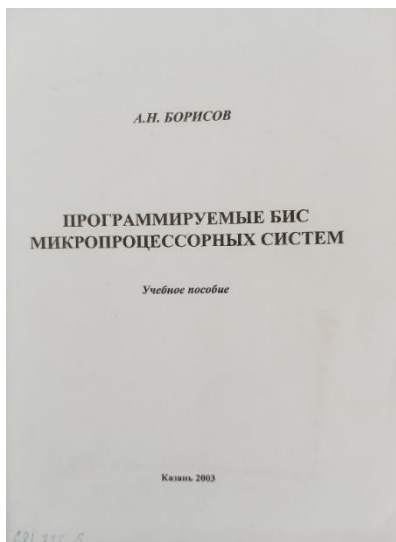 А.Н. БОРИСОВ
ПРОГРАММИРУЕМЫЕ БИС
МИКРОПРОЦЕССОРНЫХ СИСТЕМ
Учебное пособие
Казань 2003